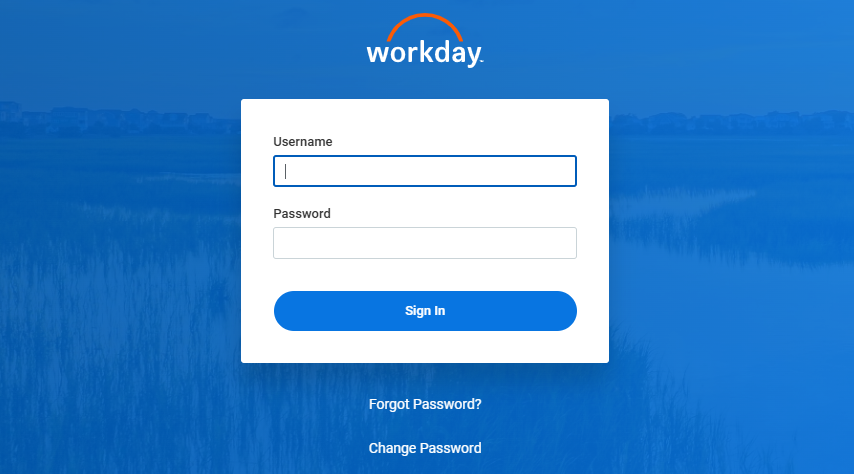 workday
Username
Password
Sign In
Forgot Password?
Change Password